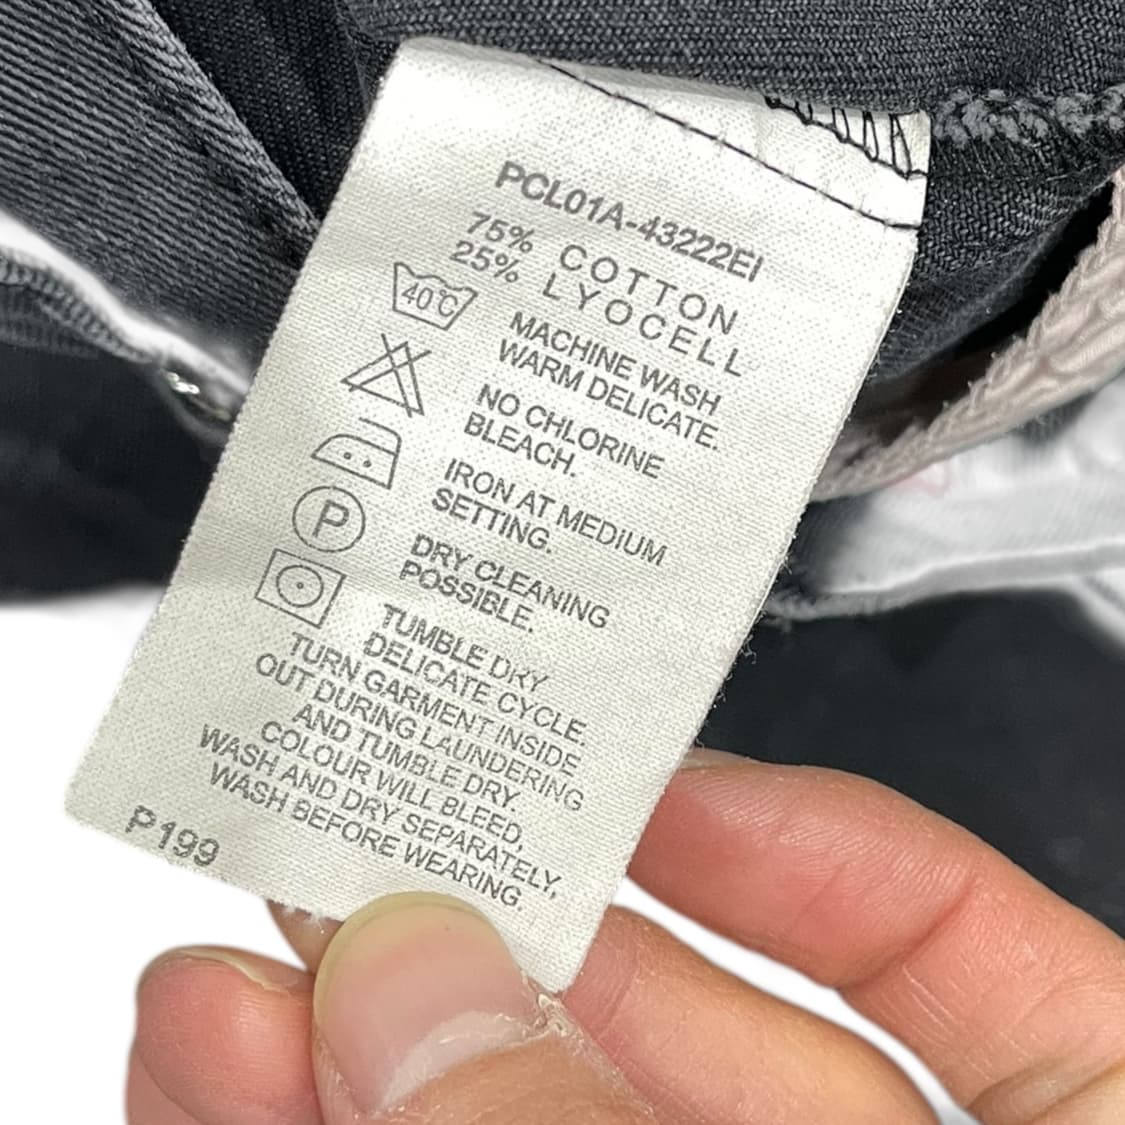 PCL01A-43222EI
75% COTTON
25% LYOCELL
40°C
MACHINE WASH
WARM DELICATE.
NO CHLORINE
BLEACH.
IRON AT MEDIUM
SETTING.
P
DRY CLEANING
POSSIBLE.
TUMBLE DRY
DELICATE CYCLE.
TURN GARMENT INSIDE
OUT DURING LAUNDERING
AND TUMBLE DRY.
COLOUR WILL BLEED,
WASH AND DRY SEPARATELY,
WASH BEFORE WEARING.
P199